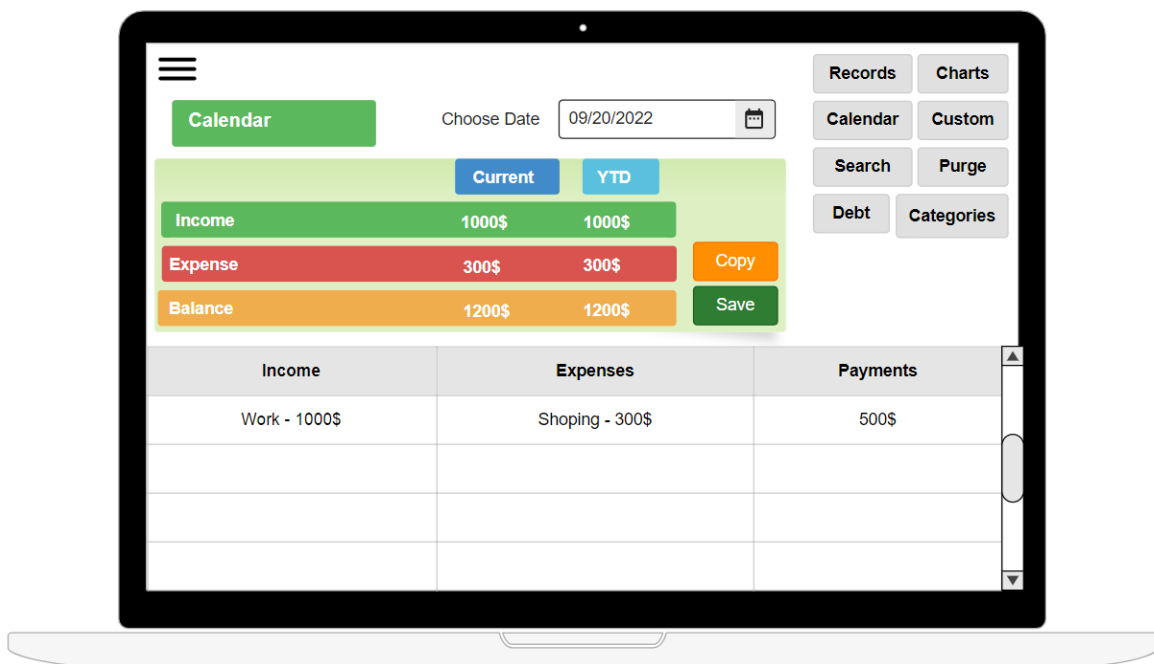 Records Charts
Calendar Choose Date 09/20/2022 Calendar Custom
Current YTD Search Purge
Income 1000$ 1000$ Debt Categories
Expense 300$ 300$ Copy
Balance 1200$ 1200$ Save
Income Expenses Payments
Work - 1000$ Shoping - 300$ 500$